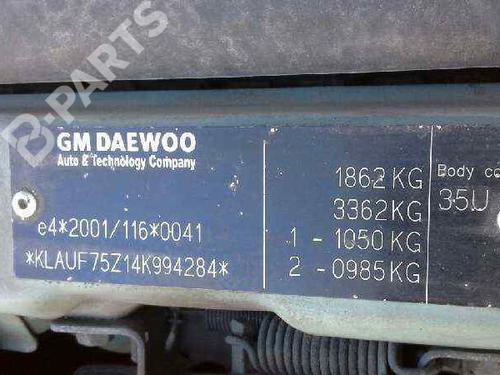 B-PARTS
GM DAEWOO
Auto & Technology Company
e4*2001/116*0041
*KLAUF75Z14K994284*
1862 KG
3362 KG
1 - 1050 KG
2 - 0985 KG
Body co
35U